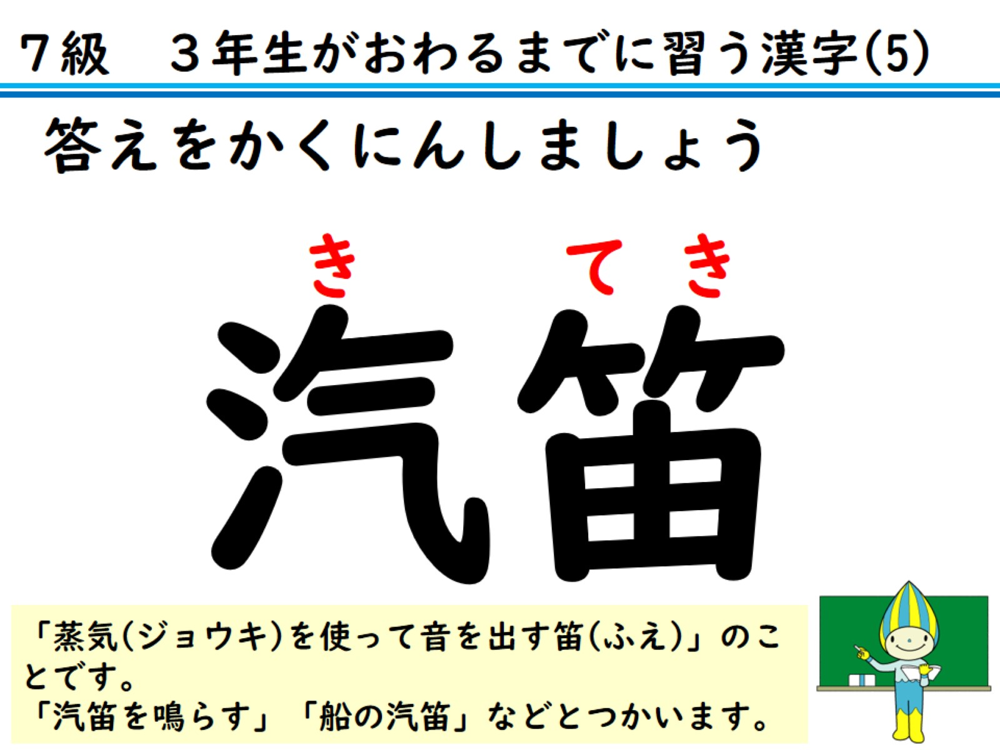 ７級　３年生がおわるまでに習う漢字(5)
答えをかくにんしましょう
き　てき
汽笛
「蒸気(ジョウキ)を使って音を出す笛(ふえ)」のこ
とです。
「汽笛を鳴らす」「船の汽笛」などとつかいます。